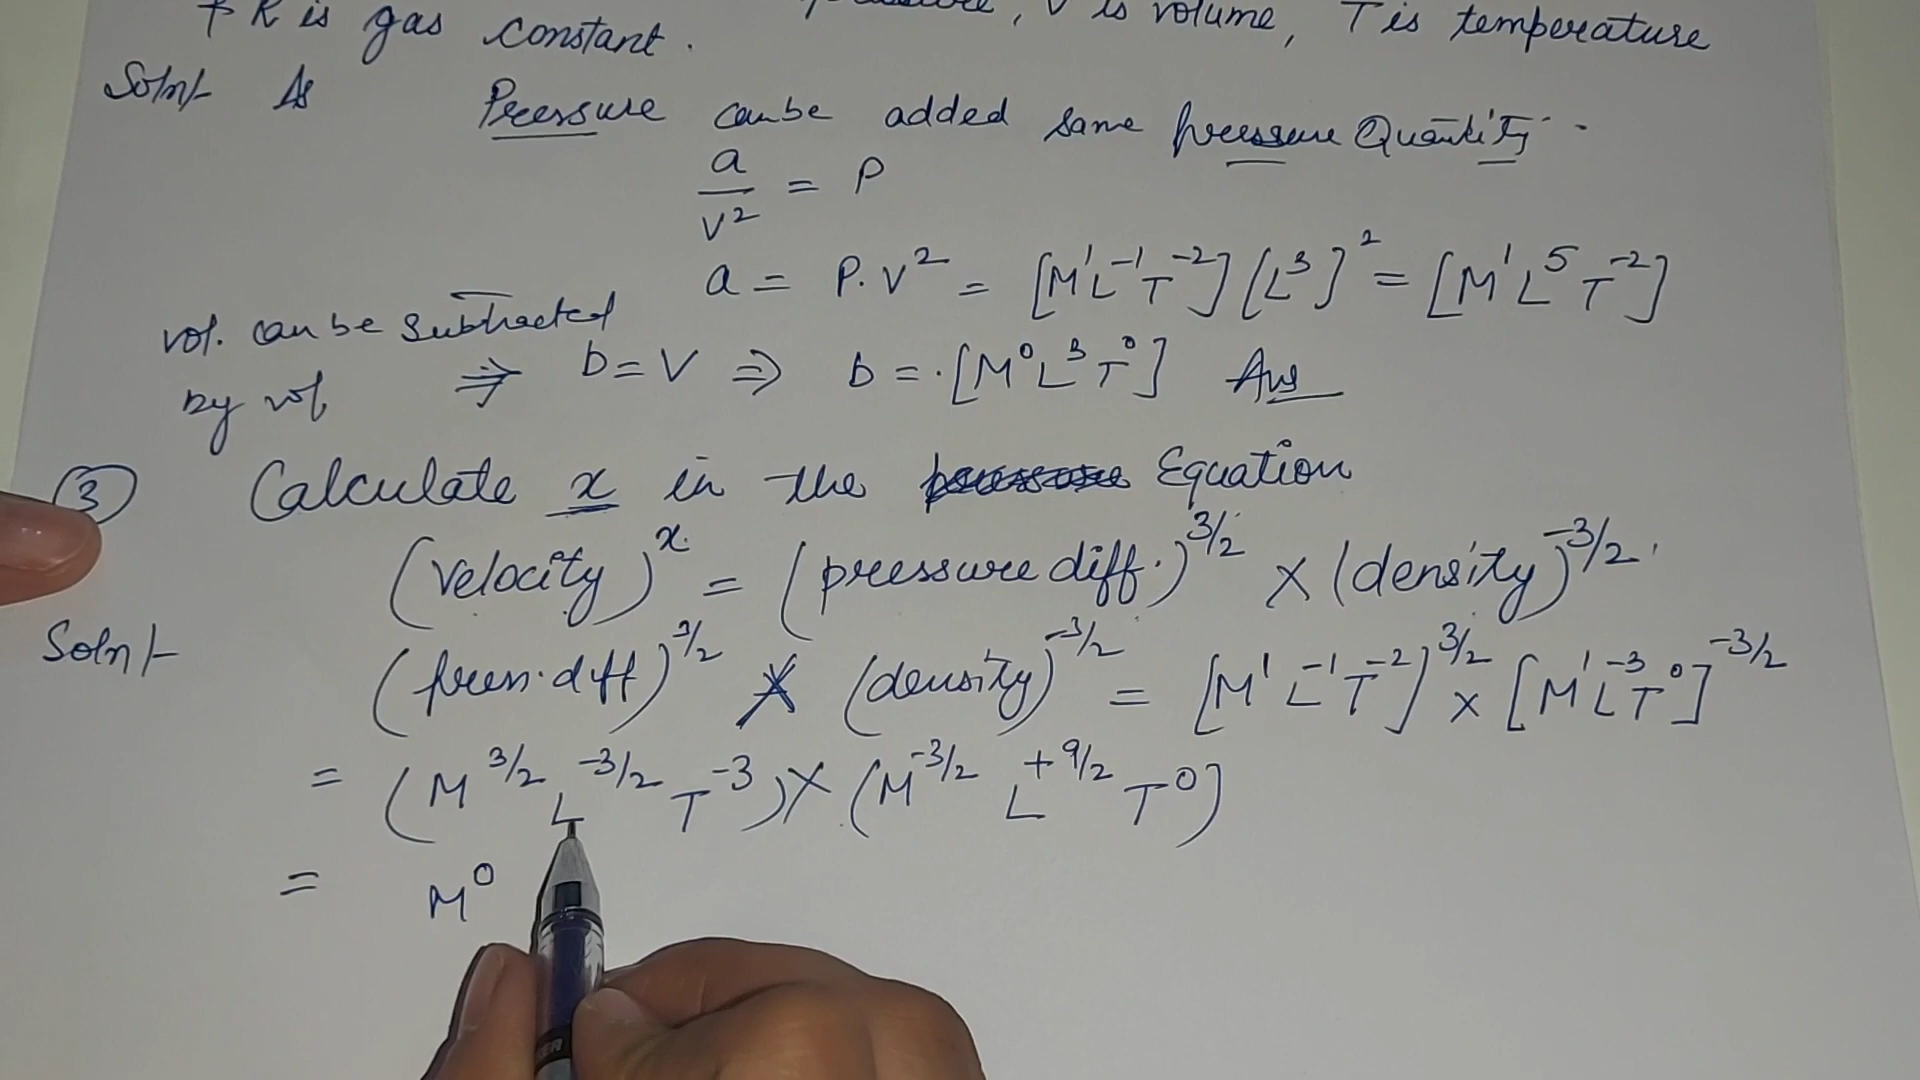 R is gas constant. , V is volume, T is temperature
Soln/- As Pressure can be added same pressure Quantity.
a/V² = P
a = P.V² = [M¹L⁻¹T⁻²][L³]² = [M¹L⁵T⁻²]
vol. can be subtracted
by vol ⇒ b=V ⇒ b = [M⁰L³T⁰] Ans
③ Calculate x in the Equation
(velocity)ˣ = (pressure diff.)^3/2 × (density)^-3/2.
Soln/- (pres. diff)^3/2 × (density)^-3/2 = [M¹L⁻¹T⁻²]^3/2 × [M¹L⁻³T⁰]^-3/2
= (M^3/2 L^-3/2 T^-3) × (M^-3/2 L^+9/2 T^0)
= M⁰